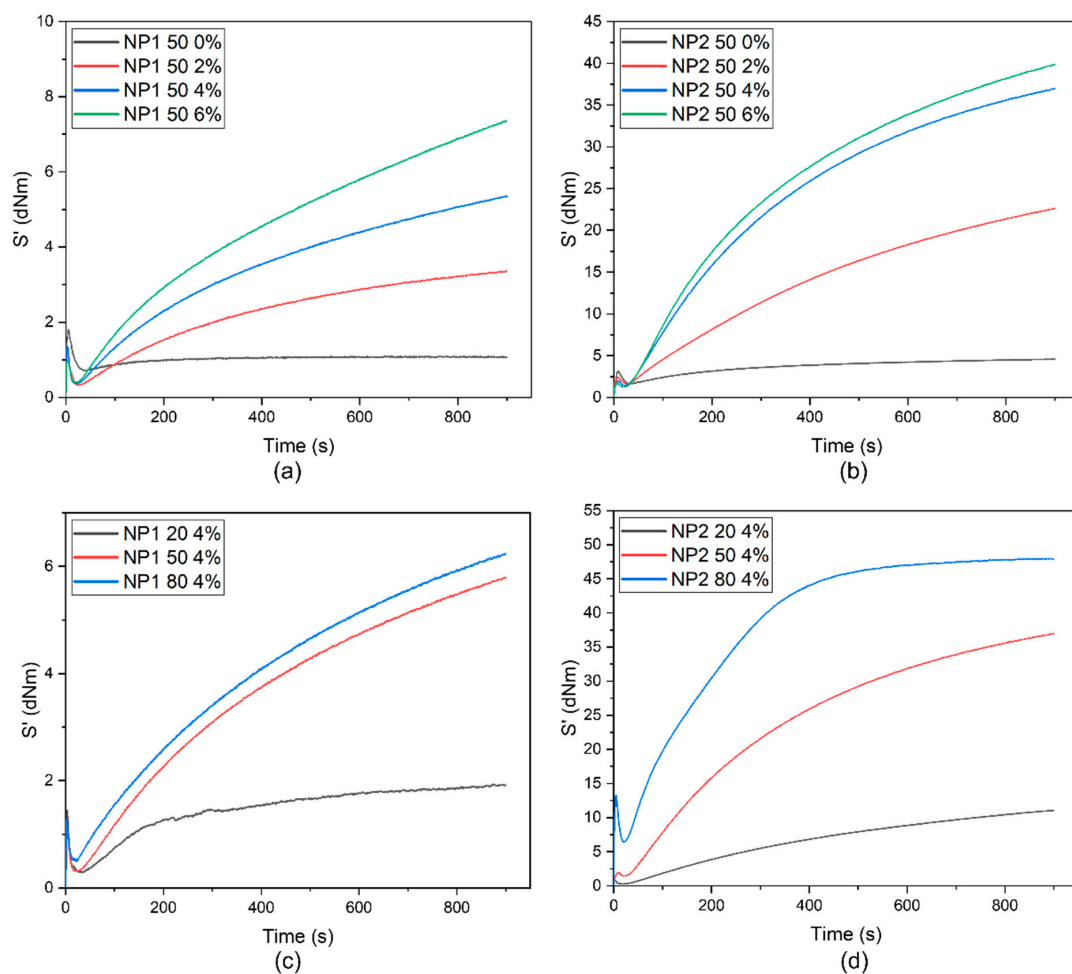 NP1 50 0%
NP1 50 2%
NP1 50 4%
NP1 50 6%
10
8
6
4
2
0
S' (dNm)
0 200 400 600 800
Time (s)
(a)
NP2 50 0%
NP2 50 2%
NP2 50 4%
NP2 50 6%
45
40
35
30
25
20
15
10
5
0
S' (dNm)
0 200 400 600 800
Time (s)
(b)
NP1 20 4%
NP1 50 4%
NP1 80 4%
6
4
2
0
S' (dNm)
0 200 400 600 800
Time (s)
(c)
NP2 20 4%
NP2 50 4%
NP2 80 4%
55
50
45
40
35
30
25
20
15
10
5
0
S' (dNm)
0 200 400 600 800
Time (s)
(d)